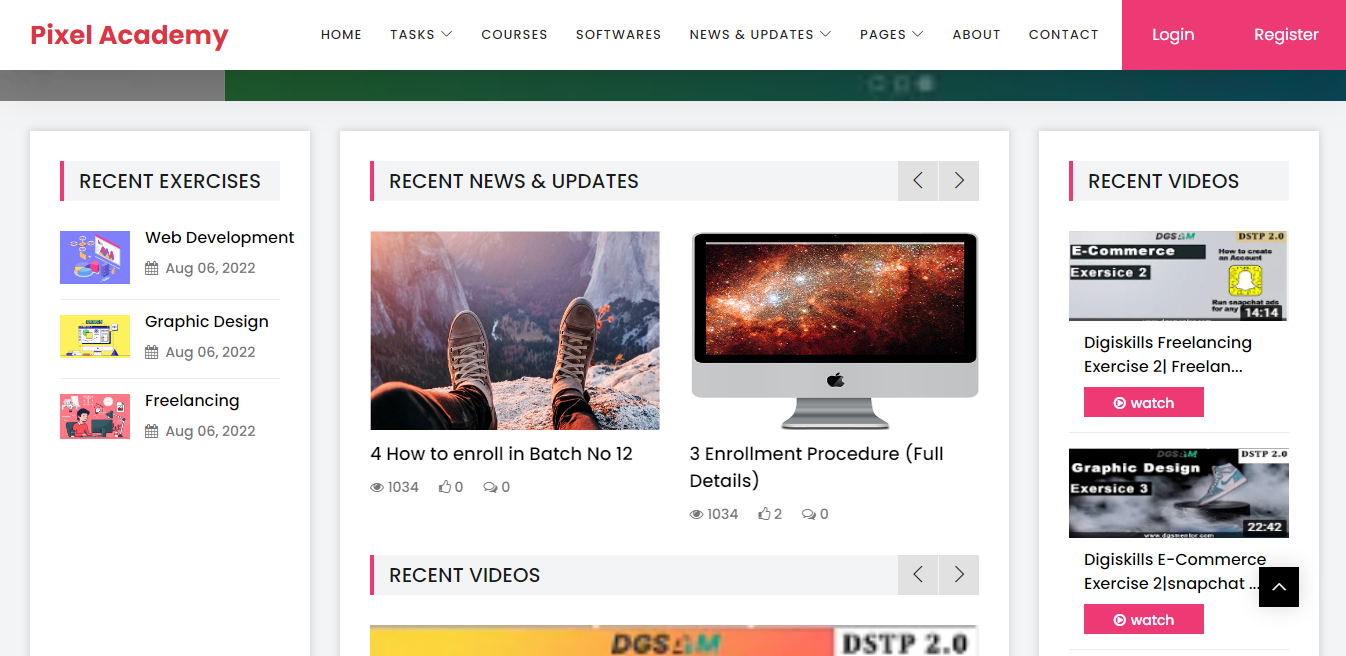 Pixel Academy
HOME TASKS COURSES SOFTWARES NEWS & UPDATES PAGES ABOUT CONTACT
Login Register
RECENT EXERCISES
Web Development
Aug 06, 2022
Graphic Design
Aug 06, 2022
Freelancing
Aug 06, 2022
RECENT NEWS & UPDATES
4 How to enroll in Batch No 12
1034 0 0
3 Enrollment Procedure (Full
Details)
1034 2 0
RECENT VIDEOS
DSTP 2.0
RECENT VIDEOS
DSTP 2.0
E-Commerce
Exersice 2
How to create
an Account
Run snapchat ads
for any
14:14
Digiskills Freelancing
Exercise 2| Freelan...
watch
DSTP 2.0
Graphic Design
Exersice 3
22:42
www.dgsmentor.com
Digiskills E-Commerce
Exercise 2|snapchat ...
watch